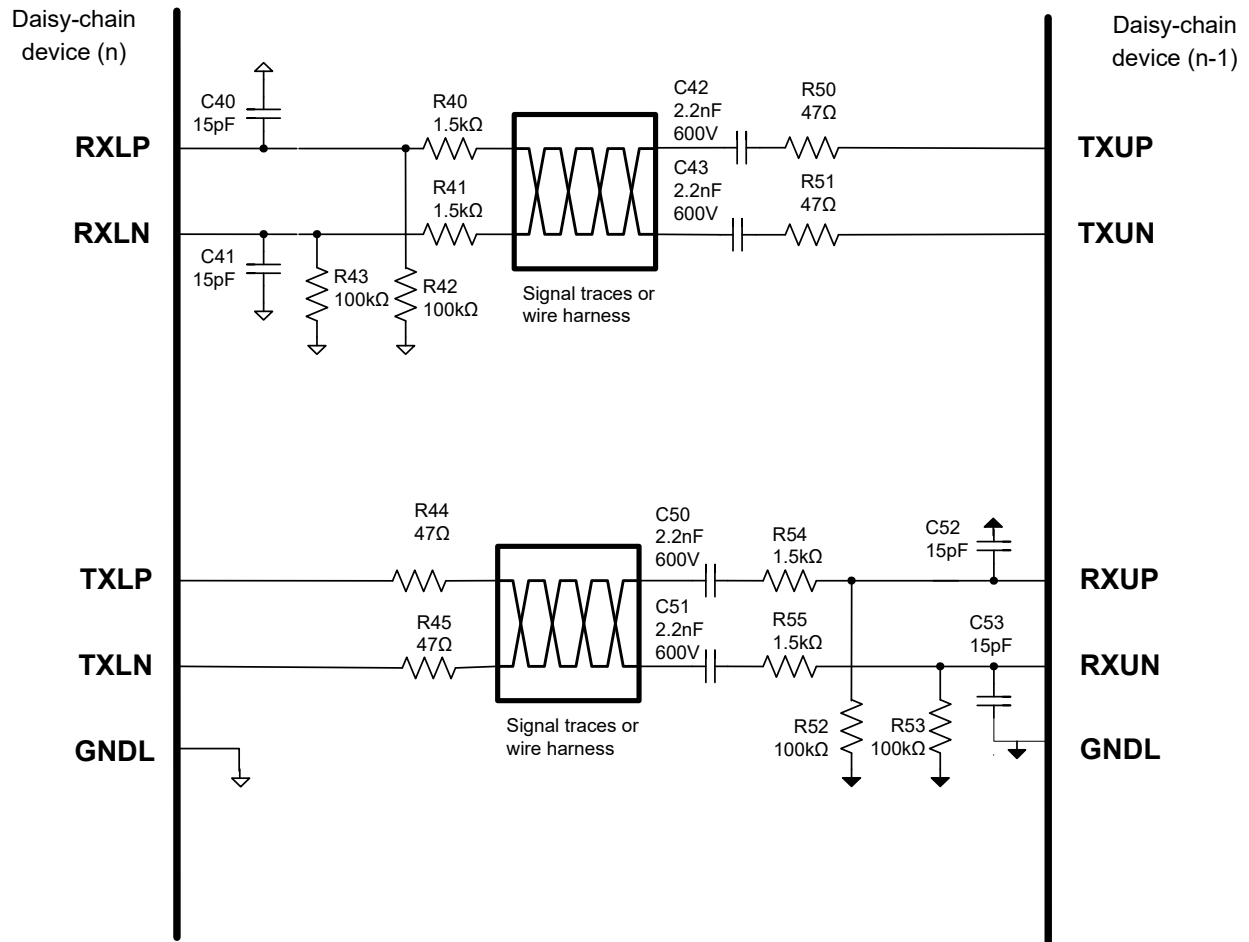 Daisy-chain
device (n)
Daisy-chain
device (n-1)
C40
15pF
R40
1.5kΩ
C42
2.2nF
600V
R50
47Ω
RXLP
TXUP
R41
1.5kΩ
C43
2.2nF
600V
R51
47Ω
RXLN
TXUN
C41
15pF
R43
100kΩ
R42
100kΩ
Signal traces or
wire harness
R44
47Ω
C50
2.2nF
600V
R54
1.5kΩ
C52
15pF
TXLP
RXUP
R45
47Ω
C51
2.2nF
600V
R55
1.5kΩ
C53
15pF
TXLN
RXUN
Signal traces or
wire harness
R52
100kΩ
R53
100kΩ
GNDL
GNDL